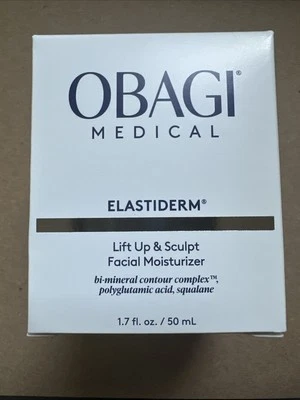 OBAGI®
MEDICAL
ELASTIDERM®
Lift Up & Sculpt
Facial Moisturizer
bi-mineral contour complex™,
polyglutamic acid, squalane
1.7 fl. oz. / 50 mL